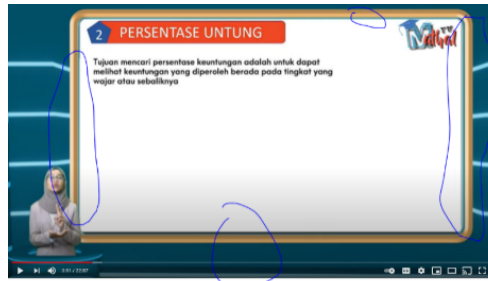 2 PERSENTASE UNTUNG
TV
Tujuan mencari persentase keuntungan adalah untuk dapat
melihat keuntungan yang diperoleh berada pada tingkat yang
wajar atau sebaliknya